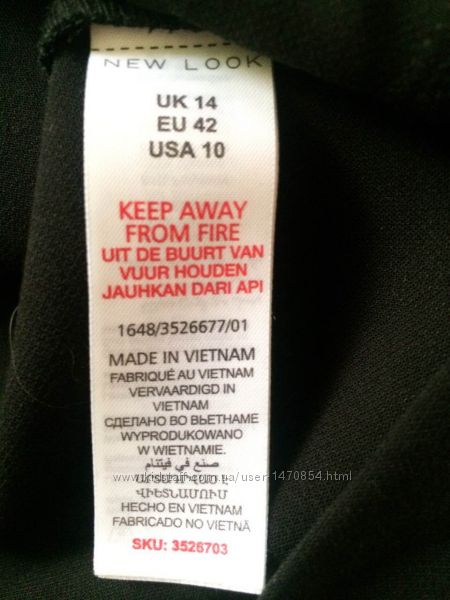 NEW LOOK
UK 14
EU 42
USA 10
KEEP AWAY
FROM FIRE
UIT DE BUURT VAN
VUUR HOUDEN
JAUHKAN DARI API
1648/3526677/01
MADE IN VIETNAM
FABRIQUÉ AU VIETNAM
VERVAARDIGD IN
VIETNAM
СДЕЛАНО ВО ВЬЕТНАМЕ
WYPRODUKOWANO
W WIETNAMIE.
صنع في فيتنام
ՎԻԵՏՆԱՄՈՒՄ
HECHO EN VIETNAM
FABRICADO NO VIETNÃ
SKU: 3526703